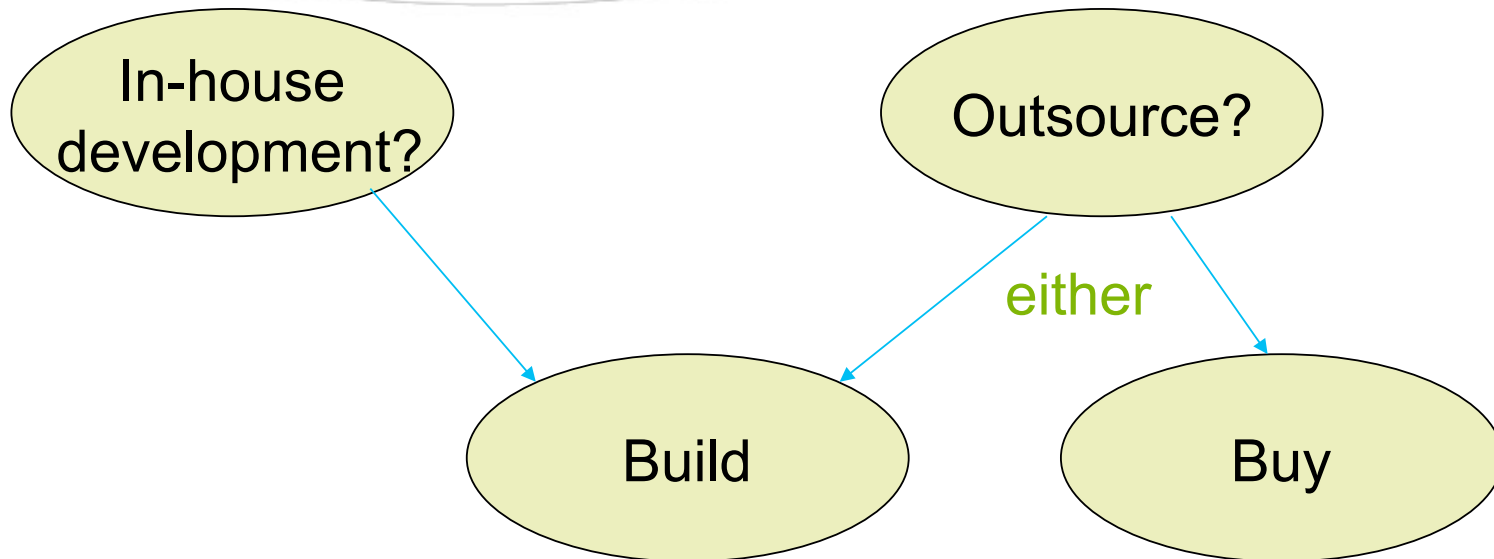 In-house
development?
Outsource?
either
Build
Buy